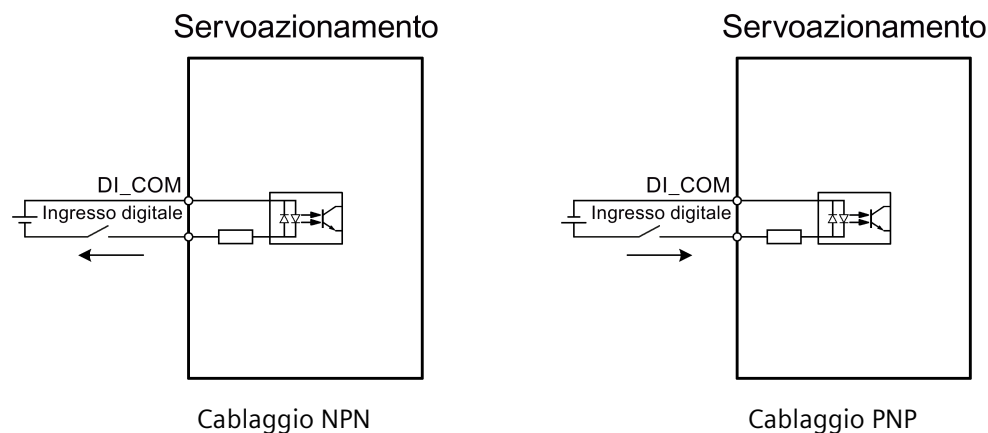 Servoazionamento
DI_COM
Ingresso digitale
Cablaggio NPN
Servoazionamento
DI_COM
Ingresso digitale
Cablaggio PNP